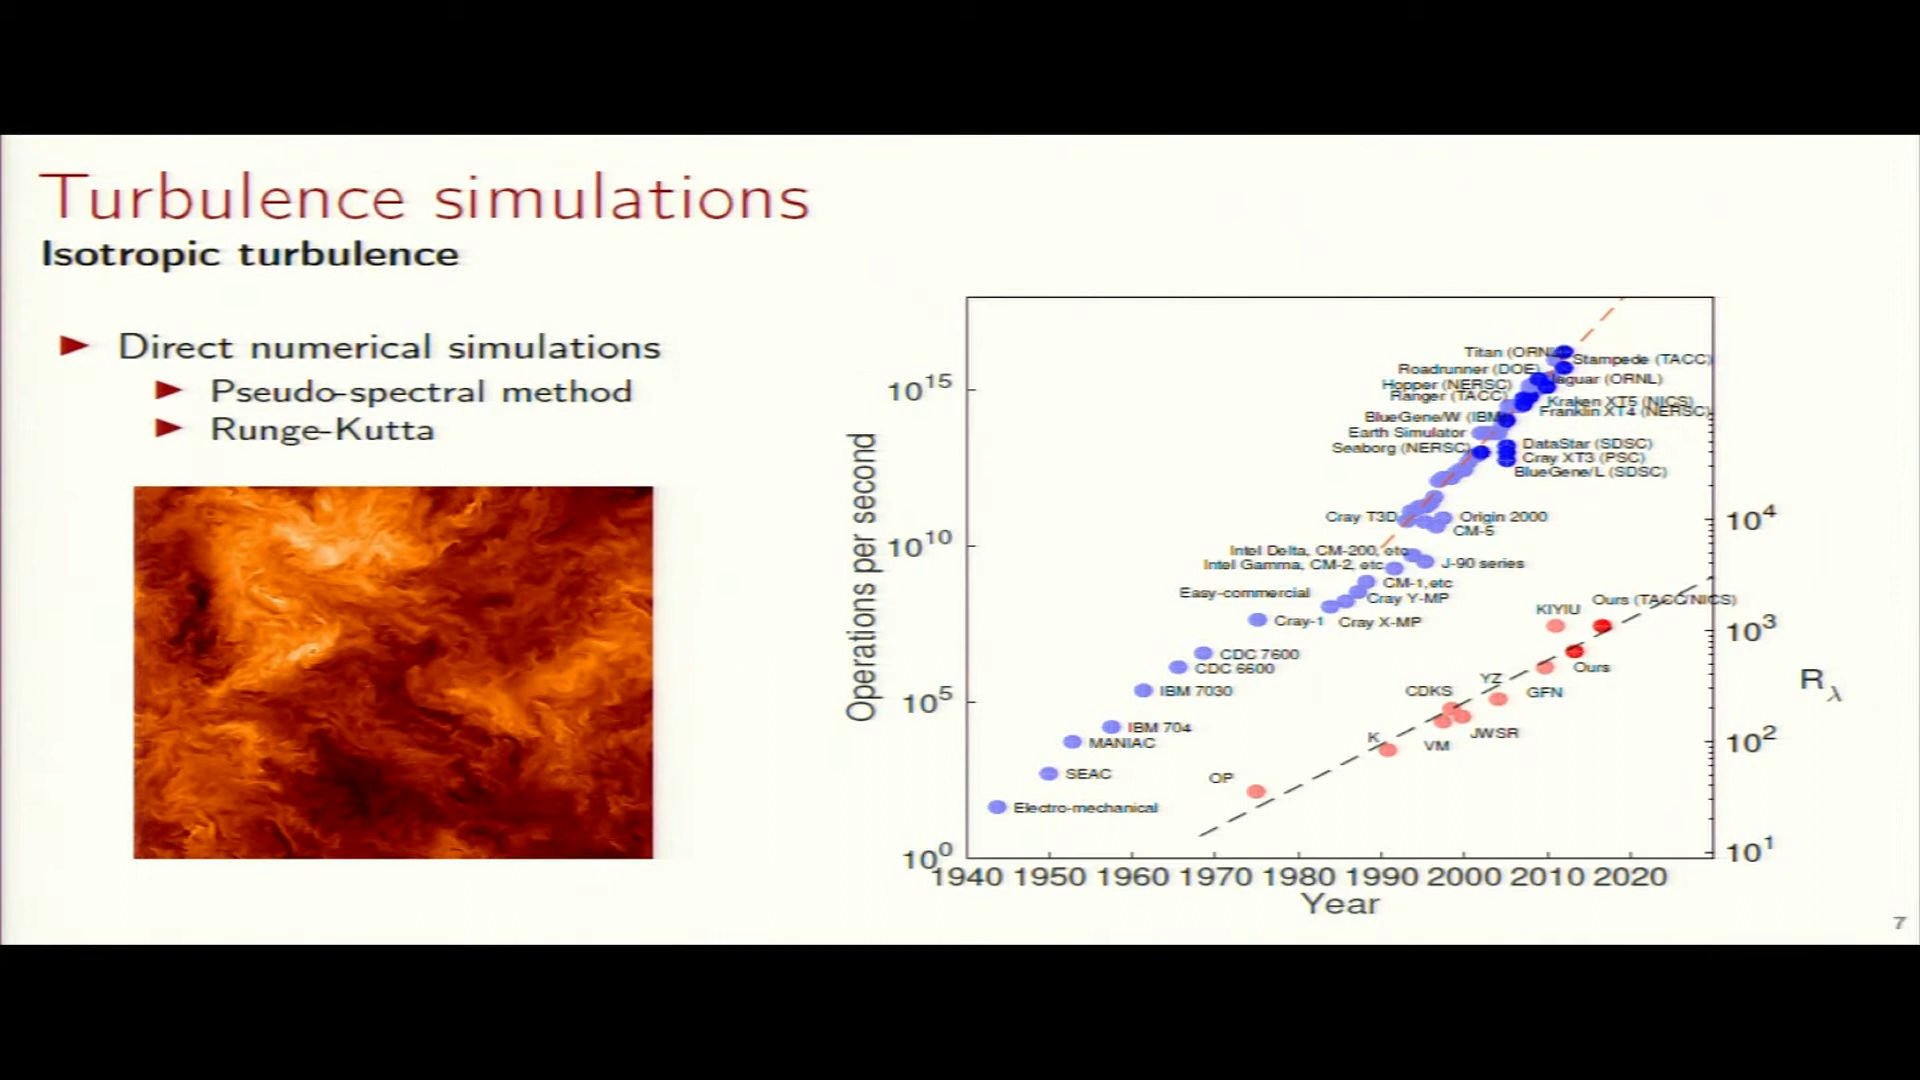 Turbulence simulations
Isotropic turbulence
Direct numerical simulations
Pseudo-spectral method
Runge-Kutta
Operations per second
10^15
10^10
10^5
10^0
Titan (ORNL)
Stampede (TACC)
Roadrunner (DOE)
Jaguar (ORNL)
Hopper (NERSC)
Ranger (TACC)
Kraken XT5 (NICS)
Franklin XT4 (NERSC)
BlueGene/W (IBM)
Earth Simulator
Seaborg (NERSC)
DataStar (SDSC)
Cray XT3 (PSC)
BlueGene/L (SDSC)
Cray T3D
Origin 2000
CM-5
Intel Delta, CM-200, etc
Intel Gamma, CM-2, etc
J-90 series
CM-1,etc
Easy-commercial
Cray Y-MP
Cray-1
Cray X-MP
CDC 7600
CDC 6600
IBM 7030
IBM 704
MANIAC
SEAC
Electro-mechanical
Ours (TACC/NICS)
KIYIU
Ours
YZ
GFN
CDKS
JWSR
K
VM
OP
10^4
10^3
10^2
10^1
R_λ
1940 1950 1960 1970 1980 1990 2000 2010 2020
Year
7